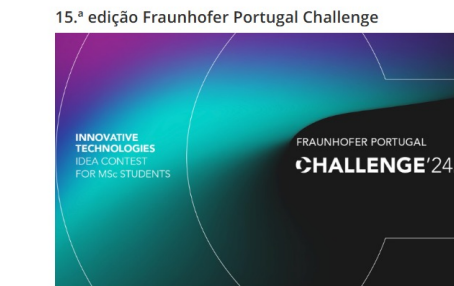 15.ª edição Fraunhofer Portugal Challenge
INNOVATIVE
TECHNOLOGIES
IDEA CONTEST
FOR MSc STUDENTS
FRAUNHOFER PORTUGAL
CHALLENGE'24